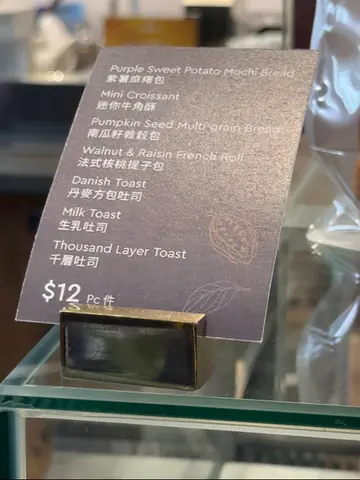 Purple Sweet Potato Mochi Bread
紫薯麻糬包
Mini Croissant
迷你牛角酥
Pumpkin Seed Multi-grain Bread
南瓜籽雜穀包
Walnut & Raisin French Roll
法式核桃提子包
Danish Toast
丹麥方包吐司
Milk Toast
生乳吐司
Thousand Layer Toast
千層吐司
$12 Pc 件